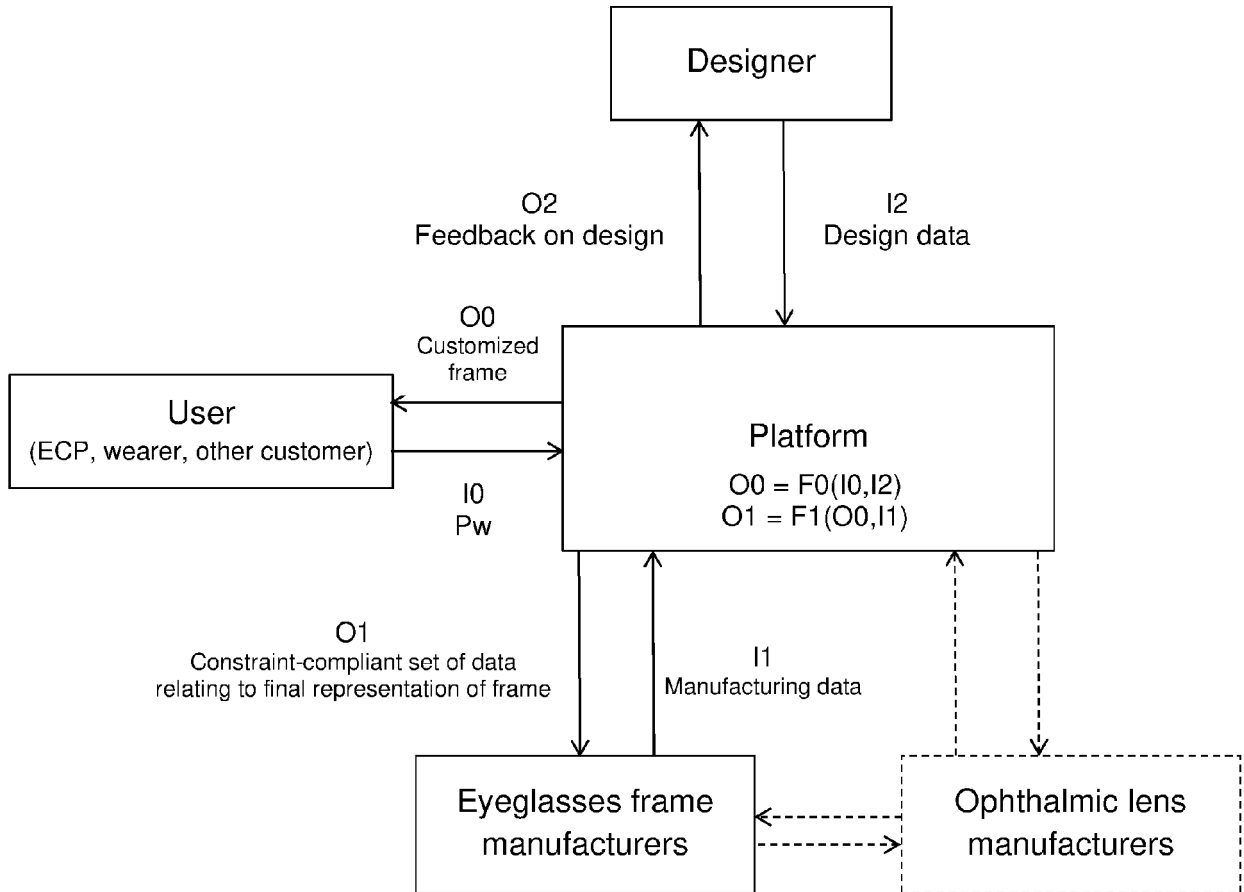 Designer
O2
Feedback on design
I2
Design data
O0
Customized
frame
User
(ECP, wearer, other customer)
I0
Pw
Platform
O0 = F0(I0,I2)
O1 = F1(O0,I1)
O1
Constraint-compliant set of data
relating to final representation of frame
I1
Manufacturing data
Eyeglasses frame
manufacturers
Ophthalmic lens
manufacturers